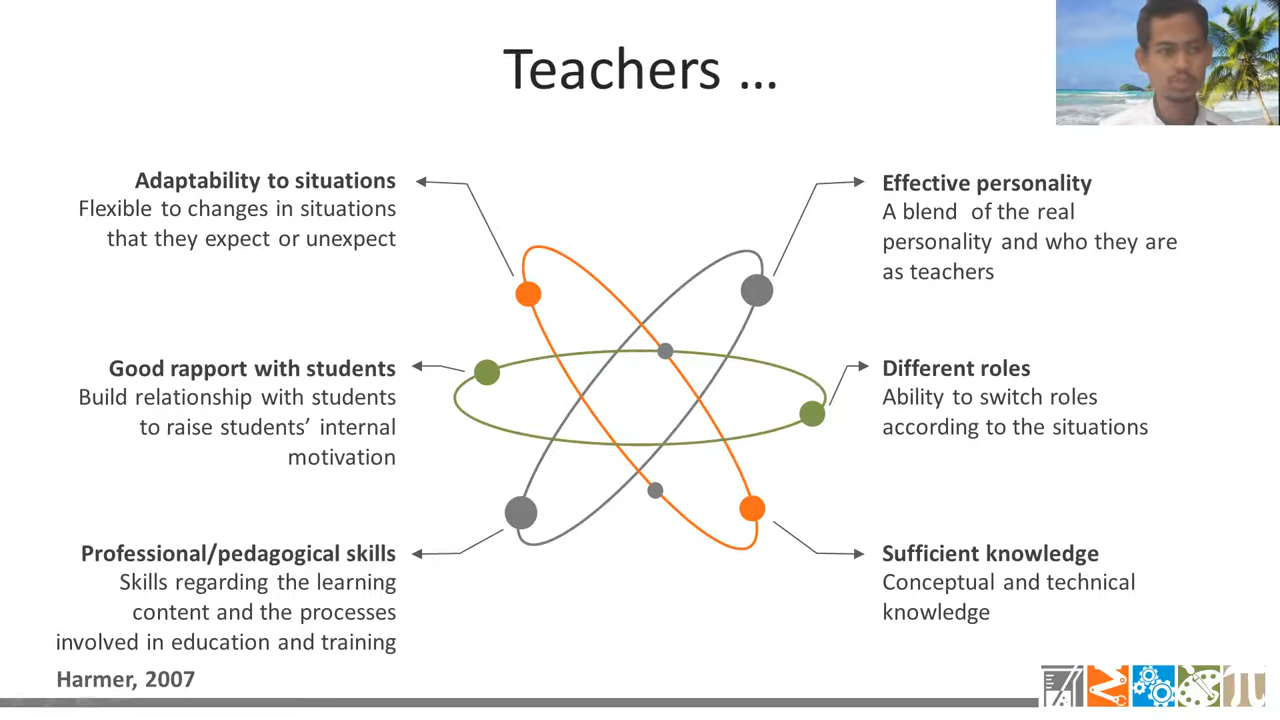 Teachers ...
Adaptability to situations
Flexible to changes in situations
that they expect or unexpect
Good rapport with students
Build relationship with students
to raise students’ internal
motivation
Professional/pedagogical skills
Skills regarding the learning
content and the processes
involved in education and training
Effective personality
A blend of the real
personality and who they are
as teachers
Different roles
Ability to switch roles
according to the situations
Sufficient knowledge
Conceptual and technical
knowledge
Harmer, 2007